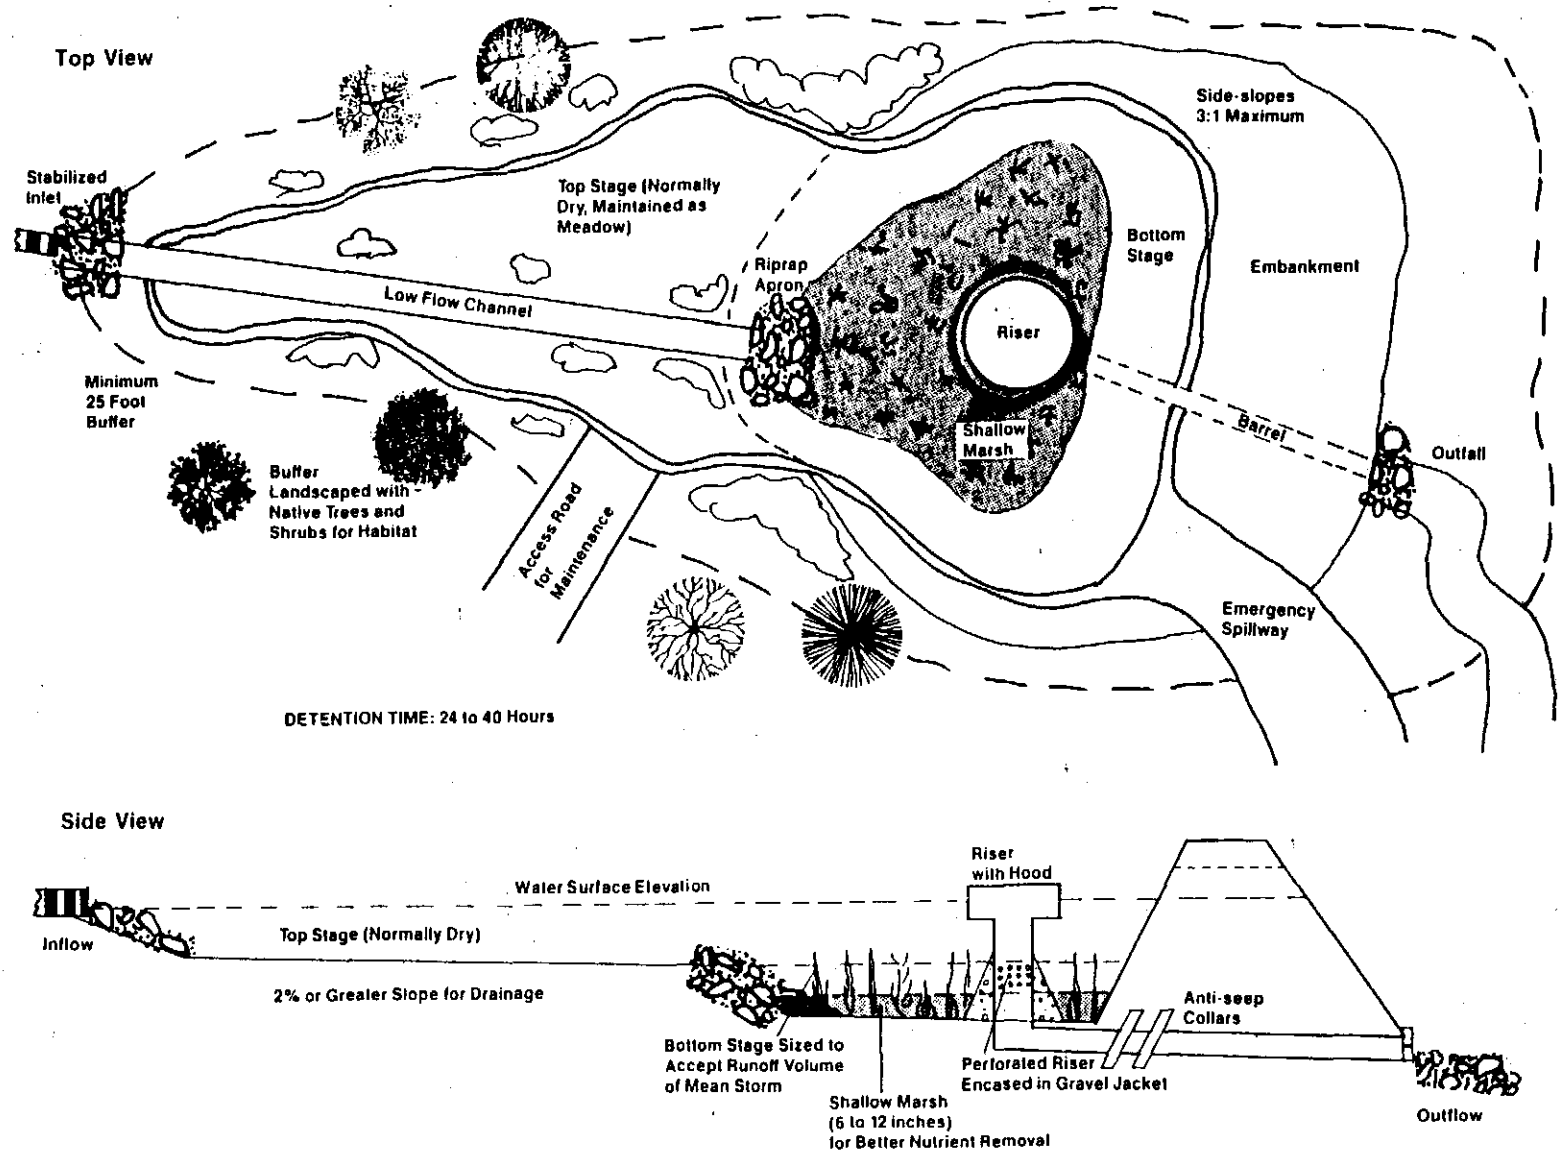 Top View
Side-slopes
3:1 Maximum
Stabilized
Inlet
Top Stage (Normally
Dry, Maintained as
Meadow)
Bottom
Stage
Embankment
Riprap
Apron
Low Flow Channel
Riser
Minimum
25 Foot
Buffer
Shallow
Marsh
Barrel
Outfall
Buffer
Landscaped with
Native Trees and
Shrubs for Habitat
Access Road
for
Maintenance
Emergency
Spillway
DETENTION TIME: 24 to 40 Hours
Side View
Riser
with Hood
Water Surface Elevation
Inflow
Top Stage (Normally Dry)
2% or Greater Slope for Drainage
Anti-seep
Collars
Bottom Stage Sized to
Accept Runoff Volume
of Mean Storm
Perforated Riser
Encased in Gravel Jacket
Shallow Marsh
(6 to 12 inches)
for Better Nutrient Removal
Outflow